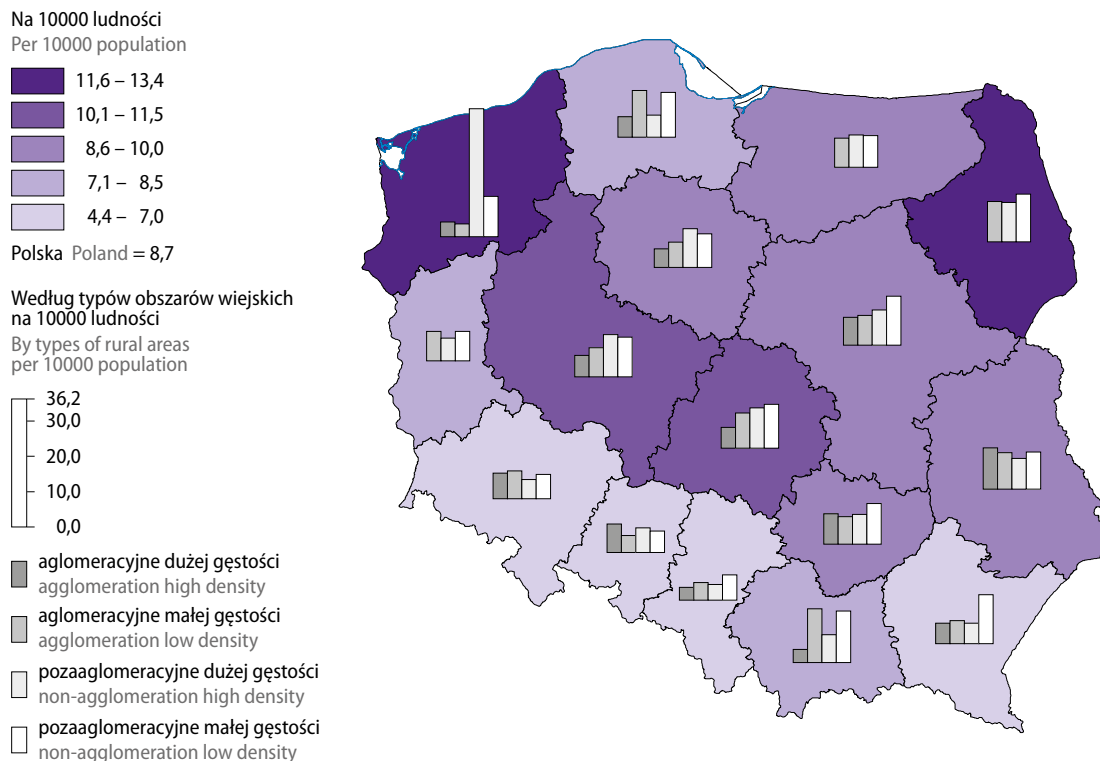 Na 10000 ludności
Per 10000 population
11,6 – 13,4
10,1 – 11,5
8,6 – 10,0
7,1 – 8,5
4,4 – 7,0
Polska Poland = 8,7
Według typów obszarów wiejskich
na 10000 ludności
By types of rural areas
per 10000 population
36,2
30,0
20,0
10,0
0,0
aglomeracyjne dużej gęstości
agglomeration high density
aglomeracyjne małej gęstości
agglomeration low density
pozaaglomeracyjne dużej gęstości
non-agglomeration high density
pozaaglomeracyjne małej gęstości
non-agglomeration low density